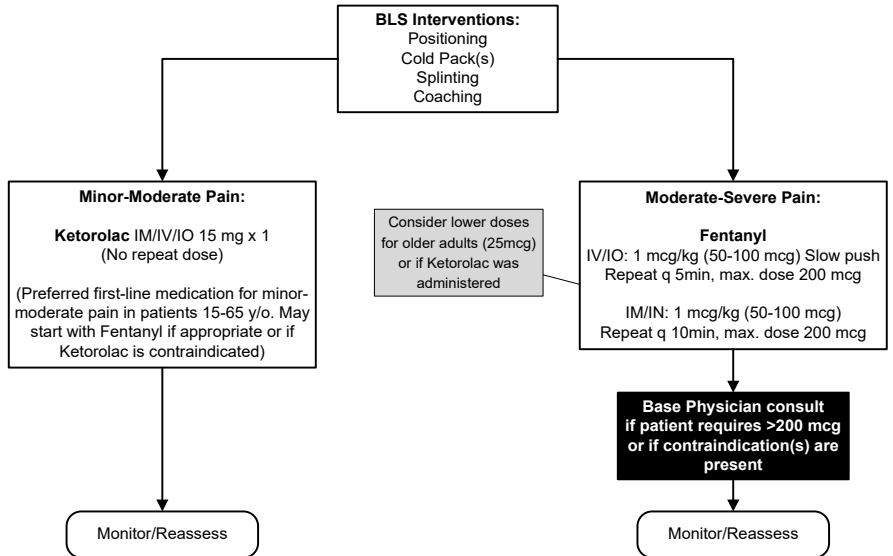 BLS Interventions:
Positioning
Cold Pack(s)
Splinting
Coaching
Minor-Moderate Pain:
Ketorolac IM/IV/IO 15 mg x 1
(No repeat dose)
(Preferred first-line medication for minor-
moderate pain in patients 15-65 y/o. May
start with Fentanyl if appropriate or if
Ketorolac is contraindicated)
Consider lower doses
for older adults (25mcg)
or if Ketorolac was
administered
Moderate-Severe Pain:
Fentanyl
IV/IO: 1 mcg/kg (50-100 mcg) Slow push
Repeat q 5min, max. dose 200 mcg
IM/IN: 1 mcg/kg (50-100 mcg)
Repeat q 10min, max. dose 200 mcg
Base Physician consult
if patient requires >200 mcg
or if contraindication(s) are
present
Monitor/Reassess
Monitor/Reassess